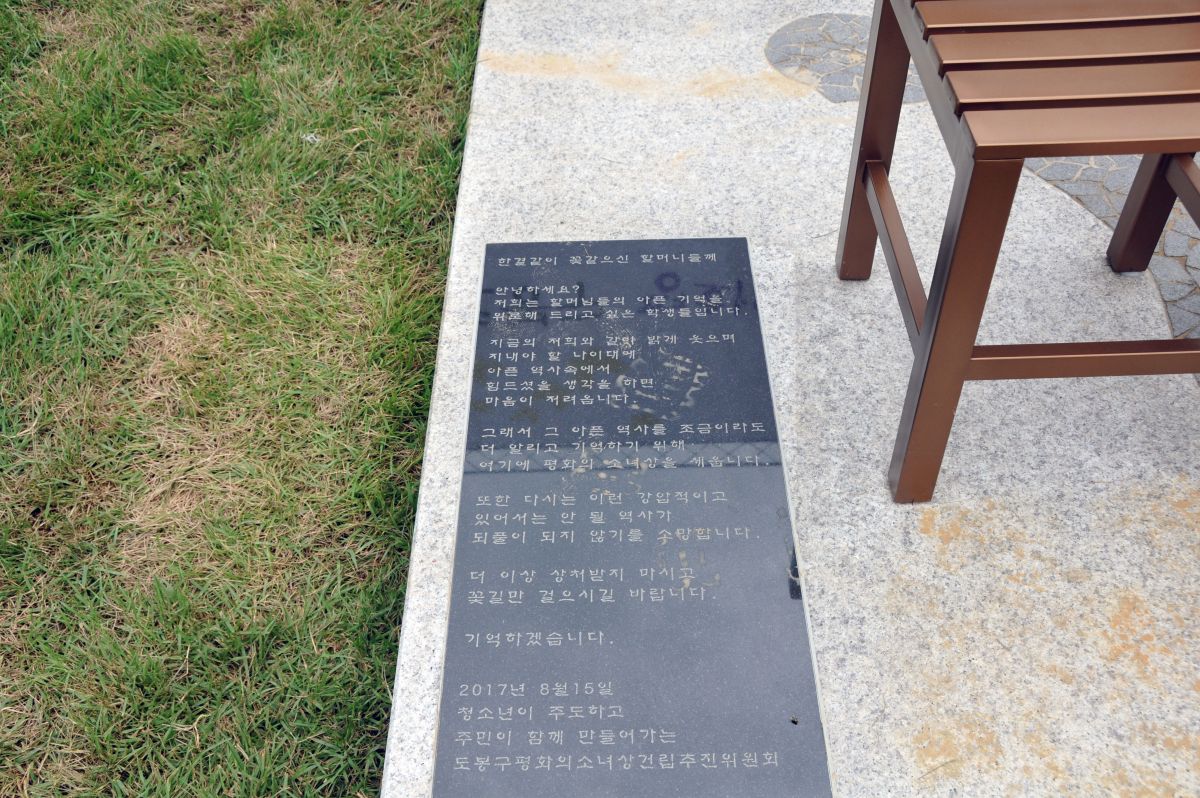 한결같이 꽃같으신 할머니들께
안녕하세요?
저희는 할머님들의 아픈 기억을
위로해 드리고 싶은 학생들입니다.
지금의 저희와 같이 밝게 웃으며
지내야 할 나이대에
아픈 역사속에서
힘드셨을 생각을 하면
마음이 저려옵니다.
그래서 그 아픈 역사를 조금이라도
더 알리고 기억하기 위해
여기에 평화의 소녀상을 세웁니다.
또한 다시는 이런 강압적이고
있어서는 안 될 역사가
되풀이 되지 않기를 소망합니다.
더 이상 상처받지 마시고
꽃길만 걸으시길 바랍니다.
기억하겠습니다.
2017년 8월15일
청소년이 주도하고
주민이 함께 만들어가는
도봉구평화의소녀상건립추진위원회